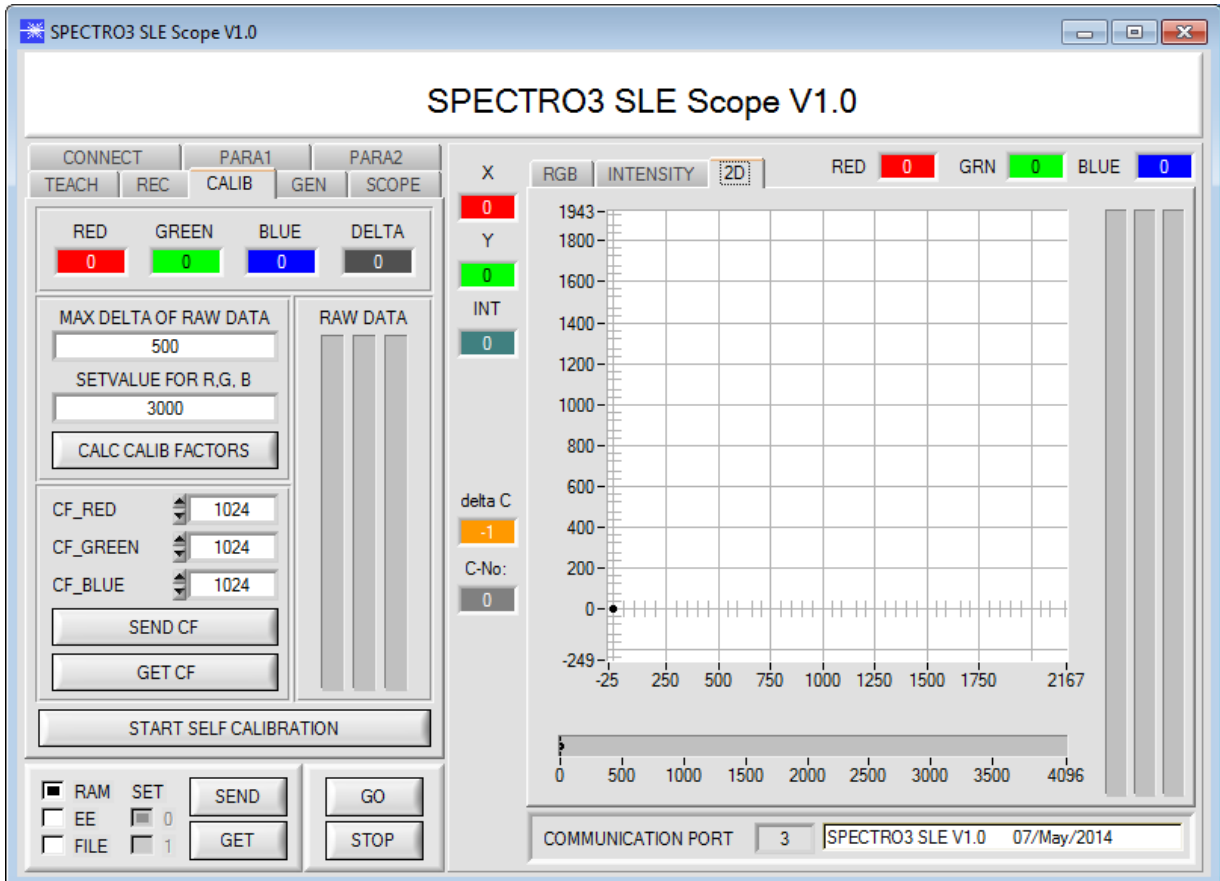 SPECTRO3 SLE Scope V1.0
SPECTRO3 SLE Scope V1.0
CONNECT PARA1 PARA2
TEACH REC CALIB GEN SCOPE
RED GREEN BLUE DELTA
0 0 0 0
MAX DELTA OF RAW DATA
500
SETVALUE FOR R,G, B
3000
CALC CALIB FACTORS
RAW DATA
CF_RED 1024
CF_GREEN 1024
CF_BLUE 1024
SEND CF
GET CF
START SELF CALIBRATION
RAM SET
EE 0
FILE 1
SEND
GET
GO
STOP
X
0
Y
0
INT
0
delta C
-1
C-No:
0
RGB INTENSITY 2D
RED 0 GRN 0 BLUE 0
1943
1800
1600
1400
1200
1000
800
600
400
200
0
-249
-25 250 500 750 1000 1250 1500 1750 2167
0 500 1000 1500 2000 2500 3000 3500 4096
COMMUNICATION PORT 3 SPECTRO3 SLE V1.0 07/May/2014